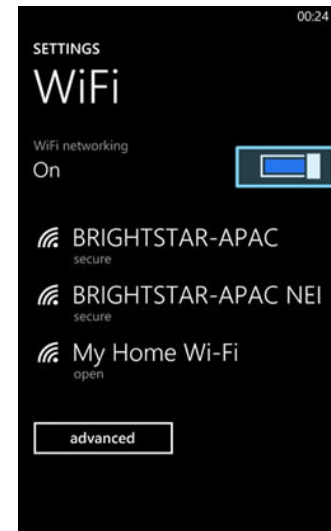 00:24
SETTINGS
WiFi
WiFi networking
On
BRIGHTSTAR-APAC
secure
BRIGHTSTAR-APAC NEI
secure
My Home Wi-Fi
open
advanced